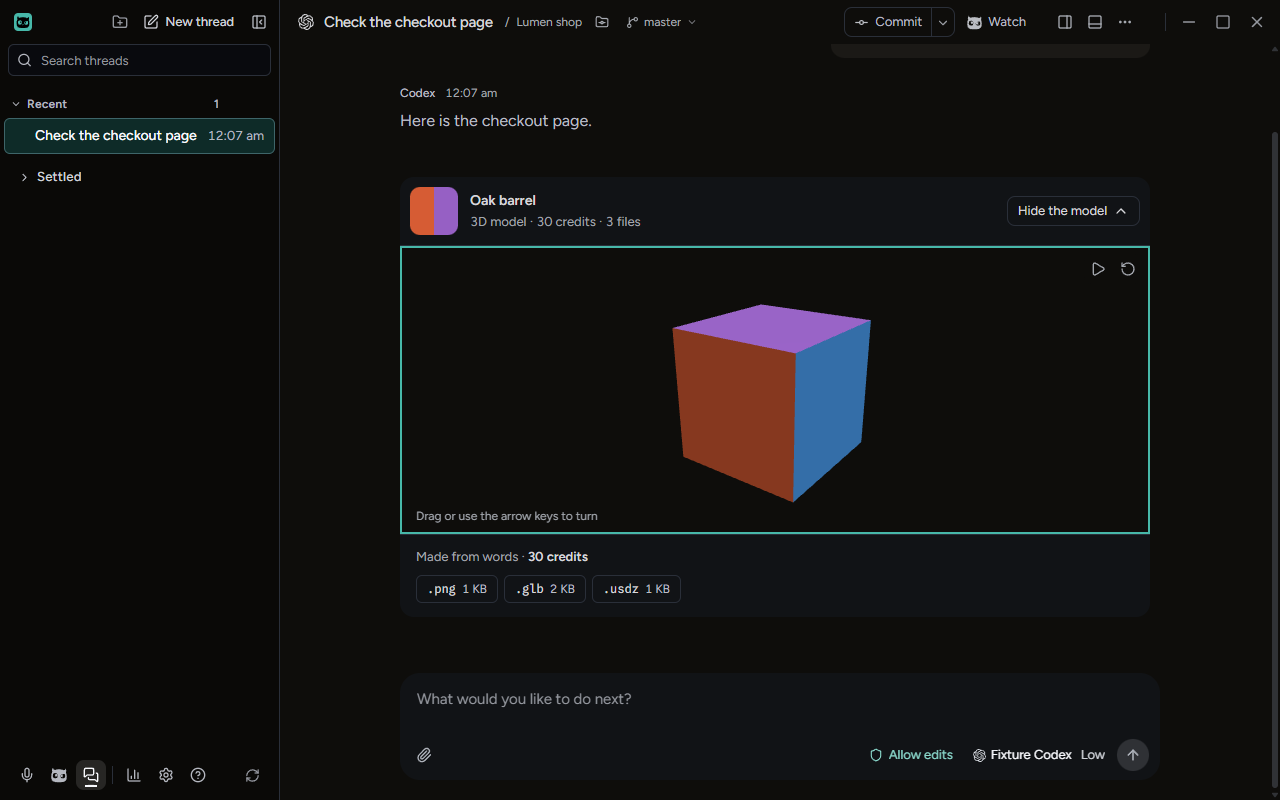 New thread
Check the checkout page / Lumen shop master
Commit
Watch
Search threads
Recent 1
Check the checkout page 12:07 am
Settled
Codex 12:07 am
Here is the checkout page.
Oak barrel
3D model · 30 credits · 3 files
Hide the model
Drag or use the arrow keys to turn
Made from words · 30 credits
.png 1 KB
.glb 2 KB
.usdz 1 KB
What would you like to do next?
Allow edits
Fixture Codex Low